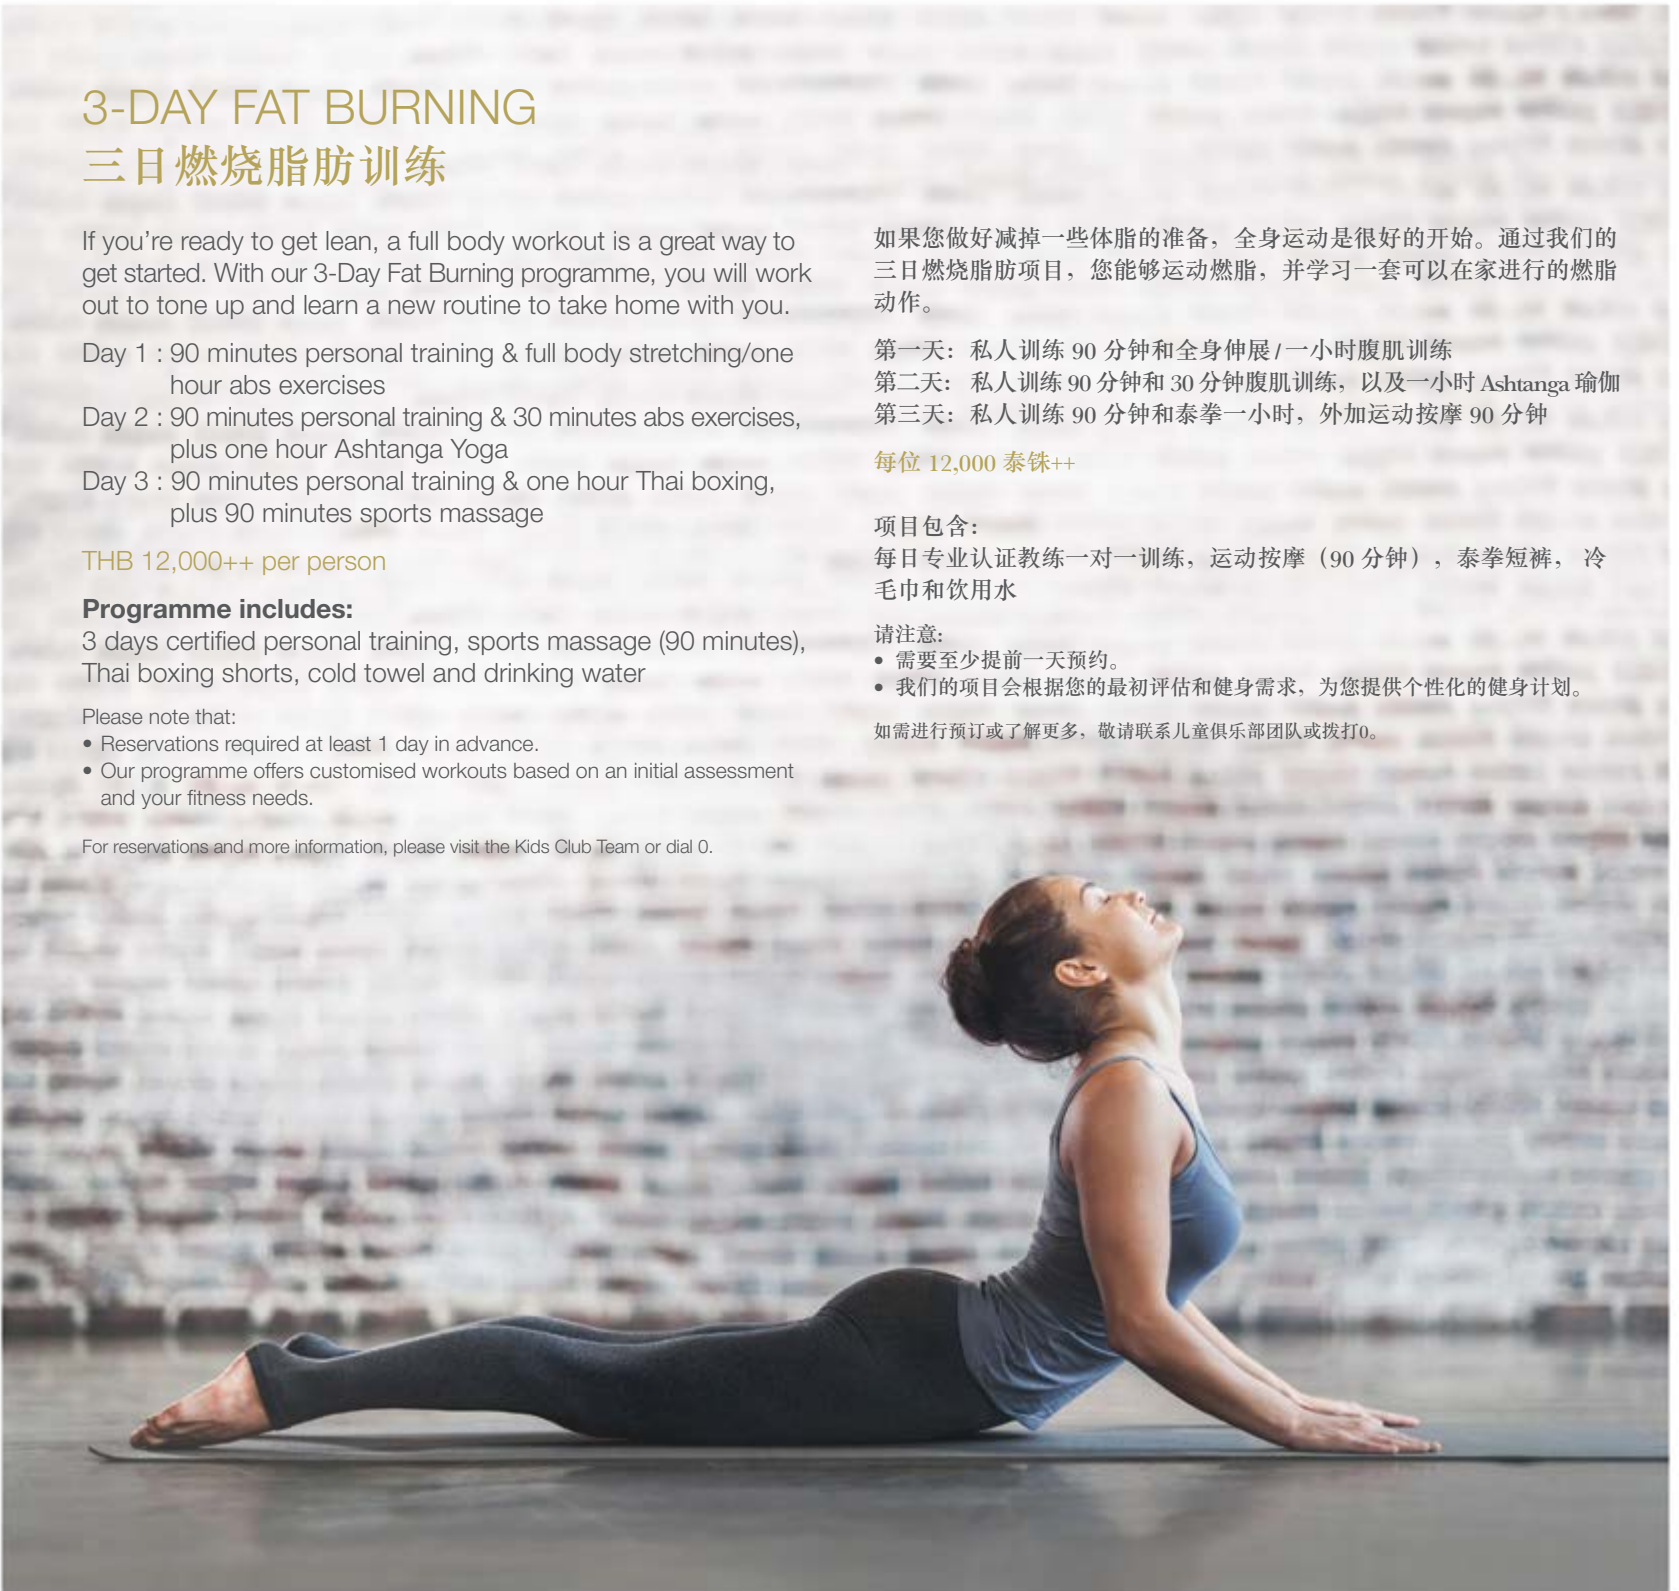 3-DAY FAT BURNING
三日燃烧脂肪训练
If you're ready to get lean, a full body workout is a great way to
get started. With our 3-Day Fat Burning programme, you will work
out to tone up and learn a new routine to take home with you.
Day 1 : 90 minutes personal training & full body stretching/one
hour abs exercises
Day 2 : 90 minutes personal training & 30 minutes abs exercises,
plus one hour Ashtanga Yoga
Day 3 : 90 minutes personal training & one hour Thai boxing,
plus 90 minutes sports massage
THB 12,000++ per person
Programme includes:
3 days certified personal training, sports massage (90 minutes),
Thai boxing shorts, cold towel and drinking water
Please note that:
• Reservations required at least 1 day in advance.
• Our programme offers customised workouts based on an initial assessment
and your fitness needs.
For reservations and more information, please visit the Kids Club Team or dial 0.
如果您做好减掉一些体脂的准备，全身运动是很好的开始。通过我们的
三日燃烧脂肪项目，您能够运动燃脂，并学习一套可以在家进行的燃脂
动作。
第一天：私人训练 90 分钟和全身伸展/一小时腹肌训练
第二天： 私人训练 90 分钟和 30 分钟腹肌训练，以及一小时 Ashtanga 瑜伽
第三天：私人训练 90 分钟和泰拳一小时，外加运动按摩 90 分钟
每位 12,000 泰铢++
项目包含：
每日专业认证教练一对一训练，运动按摩（90 分钟），泰拳短裤， 冷
毛巾和饮用水
请注意：
• 需要至少提前一天预约。
• 我们的项目会根据您的最初评估和健身需求，为您提供个性化的健身计划。
如需进行预订或了解更多，敬请联系儿童俱乐部团队或拨打0。